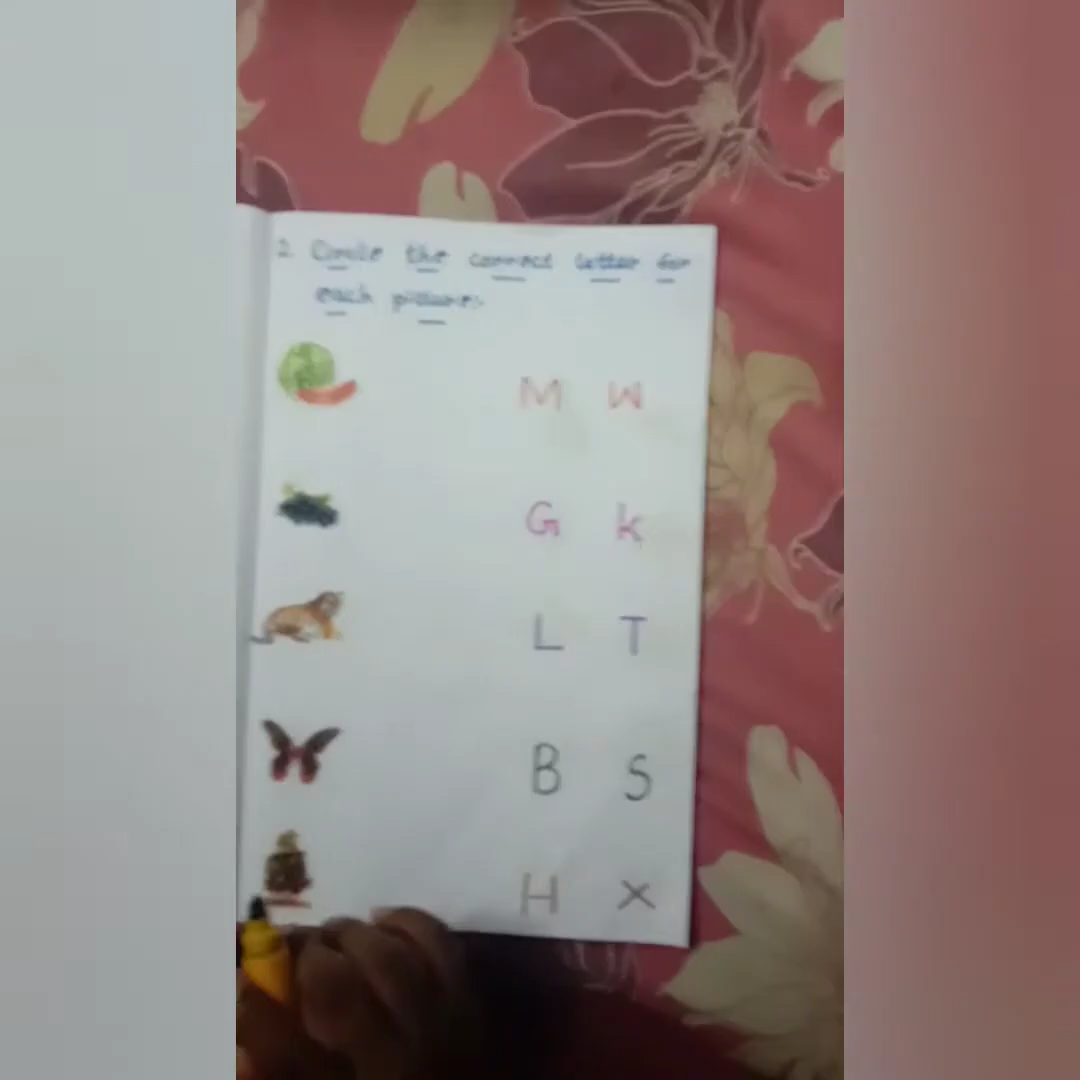 2 Circle the correct letter for
each picture:
M W
G K
L T
B S
H X